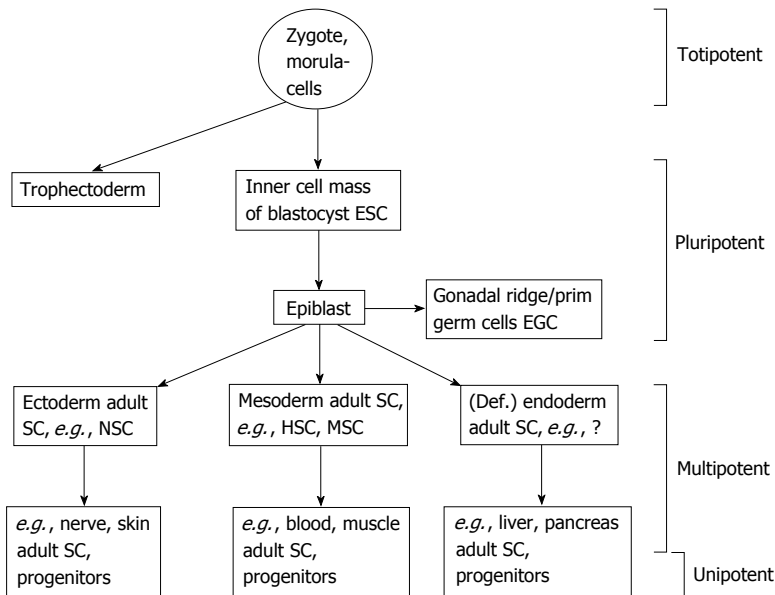 Zygote,
morula-
cells
Totipotent
Trophectoderm
Inner cell mass
of blastocyst ESC
Pluripotent
Epiblast
Gonadal ridge/prim
germ cells EGC
Ectoderm adult
SC, e.g., NSC
Mesoderm adult SC,
e.g., HSC, MSC
(Def.) endoderm
adult SC, e.g., ?
Multipotent
e.g., nerve, skin
adult SC,
progenitors
e.g., blood, muscle
adult SC,
progenitors
e.g., liver, pancreas
adult SC,
progenitors
Unipotent